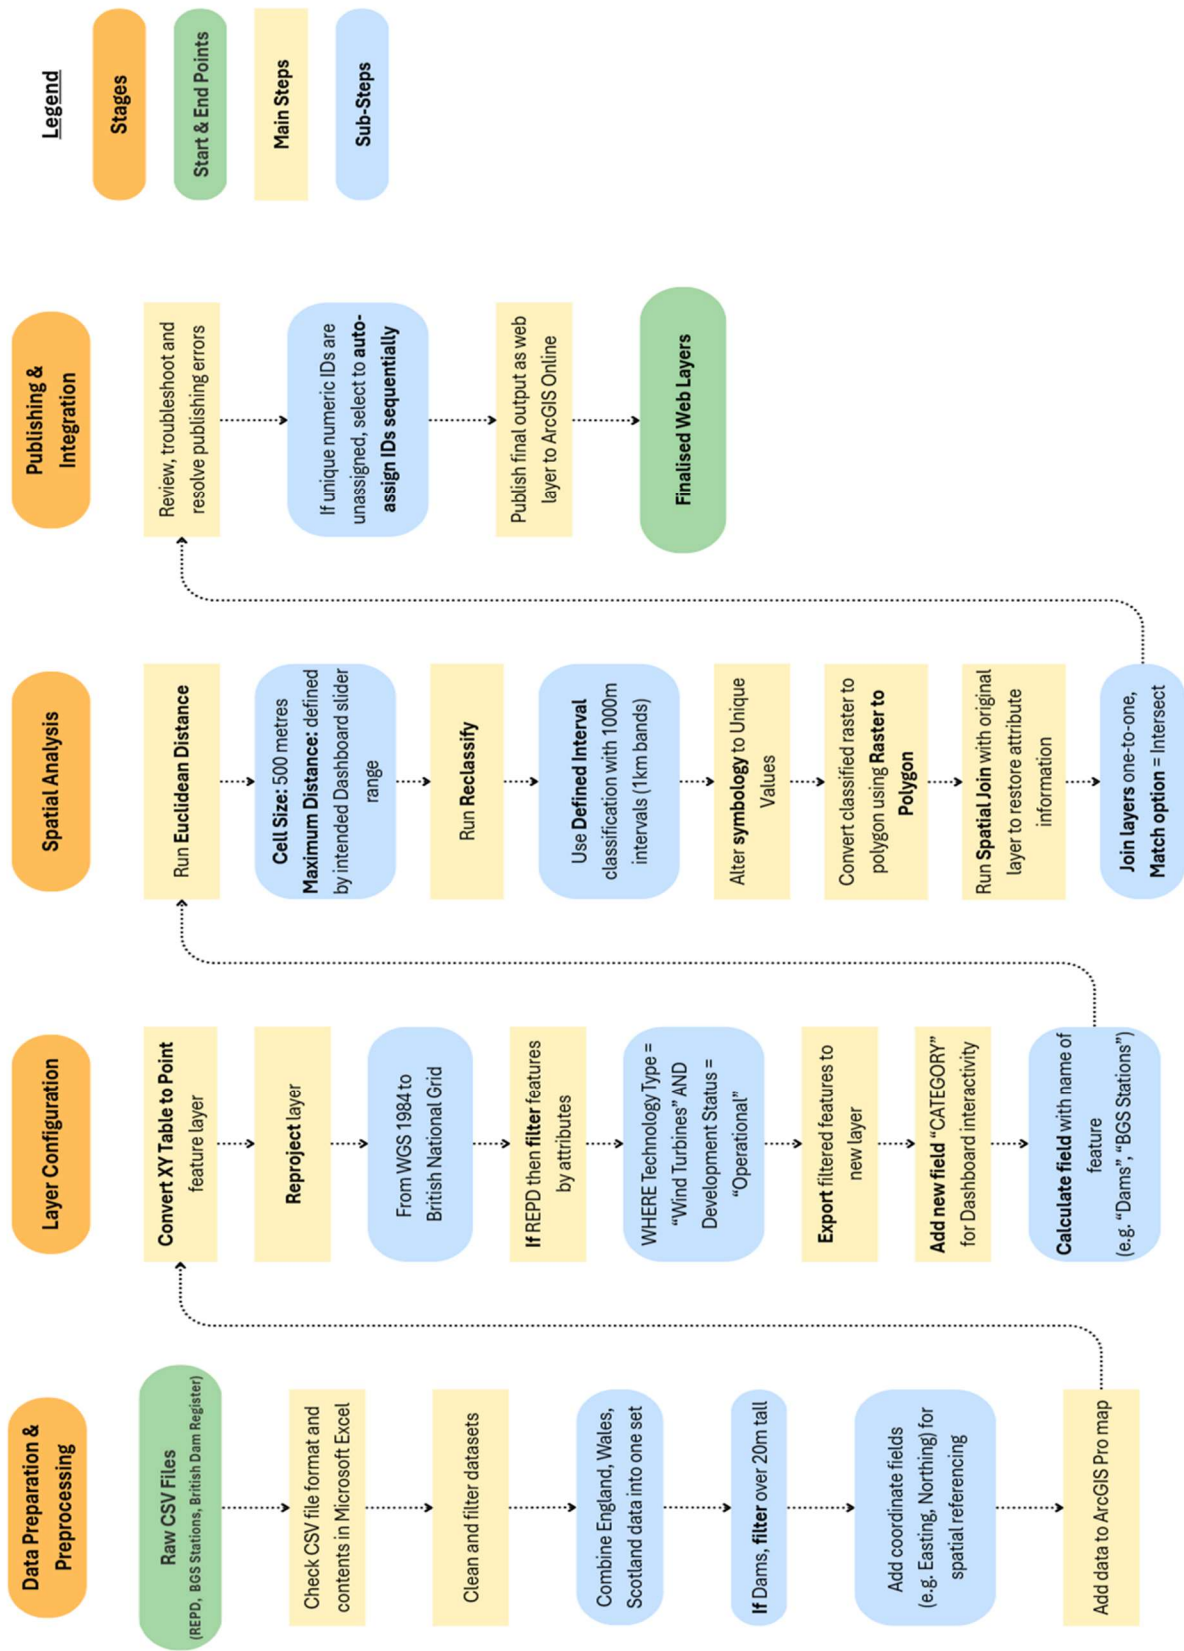 Data Preparation &
Preprocessing
Raw CSV Files
(REPD, BGS Stations, British Dam Register)
Check CSV file format and
contents in Microsoft Excel
Clean and filter datasets
Combine England, Wales,
Scotland data into one set
If Dams, filter over 20m tall
Add coordinate fields
(e.g. Easting, Northing) for
spatial referencing
Add data to ArcGIS Pro map
Layer Configuration
Convert XY Table to Point
feature layer
Reproject layer
From WGS 1984 to
British National Grid
If REPD then filter features
by attributes
WHERE Technology Type =
“Wind Turbines” AND
Development Status =
“Operational”
Export filtered features to
new layer
Add new field “CATEGORY”
for Dashboard interactivity
Calculate field with name of
feature
(e.g. “Dams”, “BGS Stations”)
Spatial Analysis
Run Euclidean Distance
Cell Size: 500 metres
Maximum Distance: defined
by intended Dashboard slider
range
Run Reclassify
Use Defined Interval
classification with 1000m
intervals (1km bands)
Alter symbology to Unique
Values
Convert classified raster to
polygon using Raster to
Polygon
Run Spatial Join with original
layer to restore attribute
information
Join layers one-to-one,
Match option = Intersect
Publishing &
Integration
Review, troubleshoot and
resolve publishing errors
If unique numeric IDs are
unassigned, select to auto-
assign IDs sequentially
Publish final output as web
layer to ArcGIS Online
Finalised Web Layers
Legend
Stages
Start & End Points
Main Steps
Sub-Steps